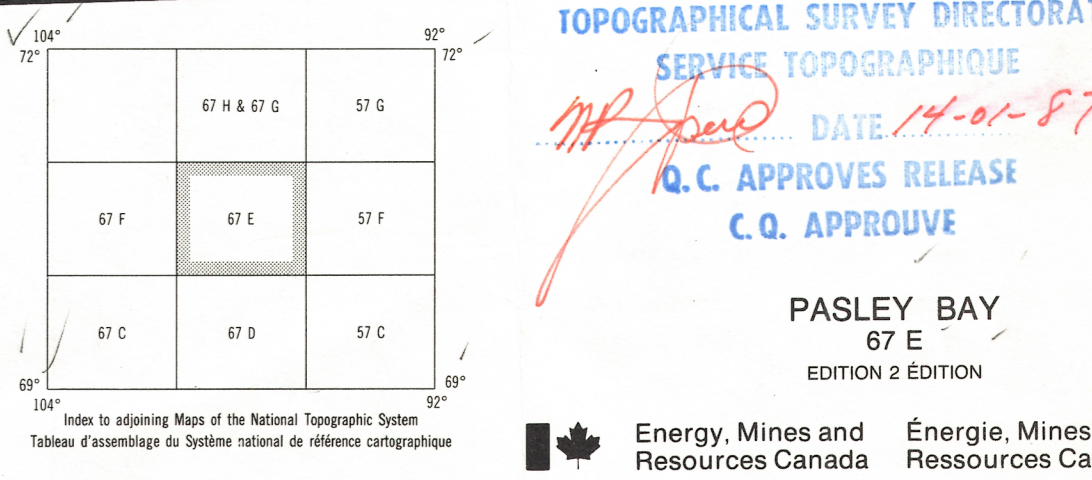 104°
92°
72°
72°
67 H & 67 G
57 G
67 F
67 E
57 F
67 C
67 D
57 C
69°
69°
104°
92°
Index to adjoining Maps of the National Topographic System
Tableau d'assemblage du Système national de référence cartographique
TOPOGRAPHICAL SURVEY DIRECTORA
SERVICE TOPOGRAPHIQUE
DATE 14-01-87
Q.C. APPROVES RELEASE
C.Q. APPROUVE
PASLEY BAY
67 E
EDITION 2 ÉDITION
Energy, Mines and
Resources Canada
Énergie, Mines
Ressources Ca